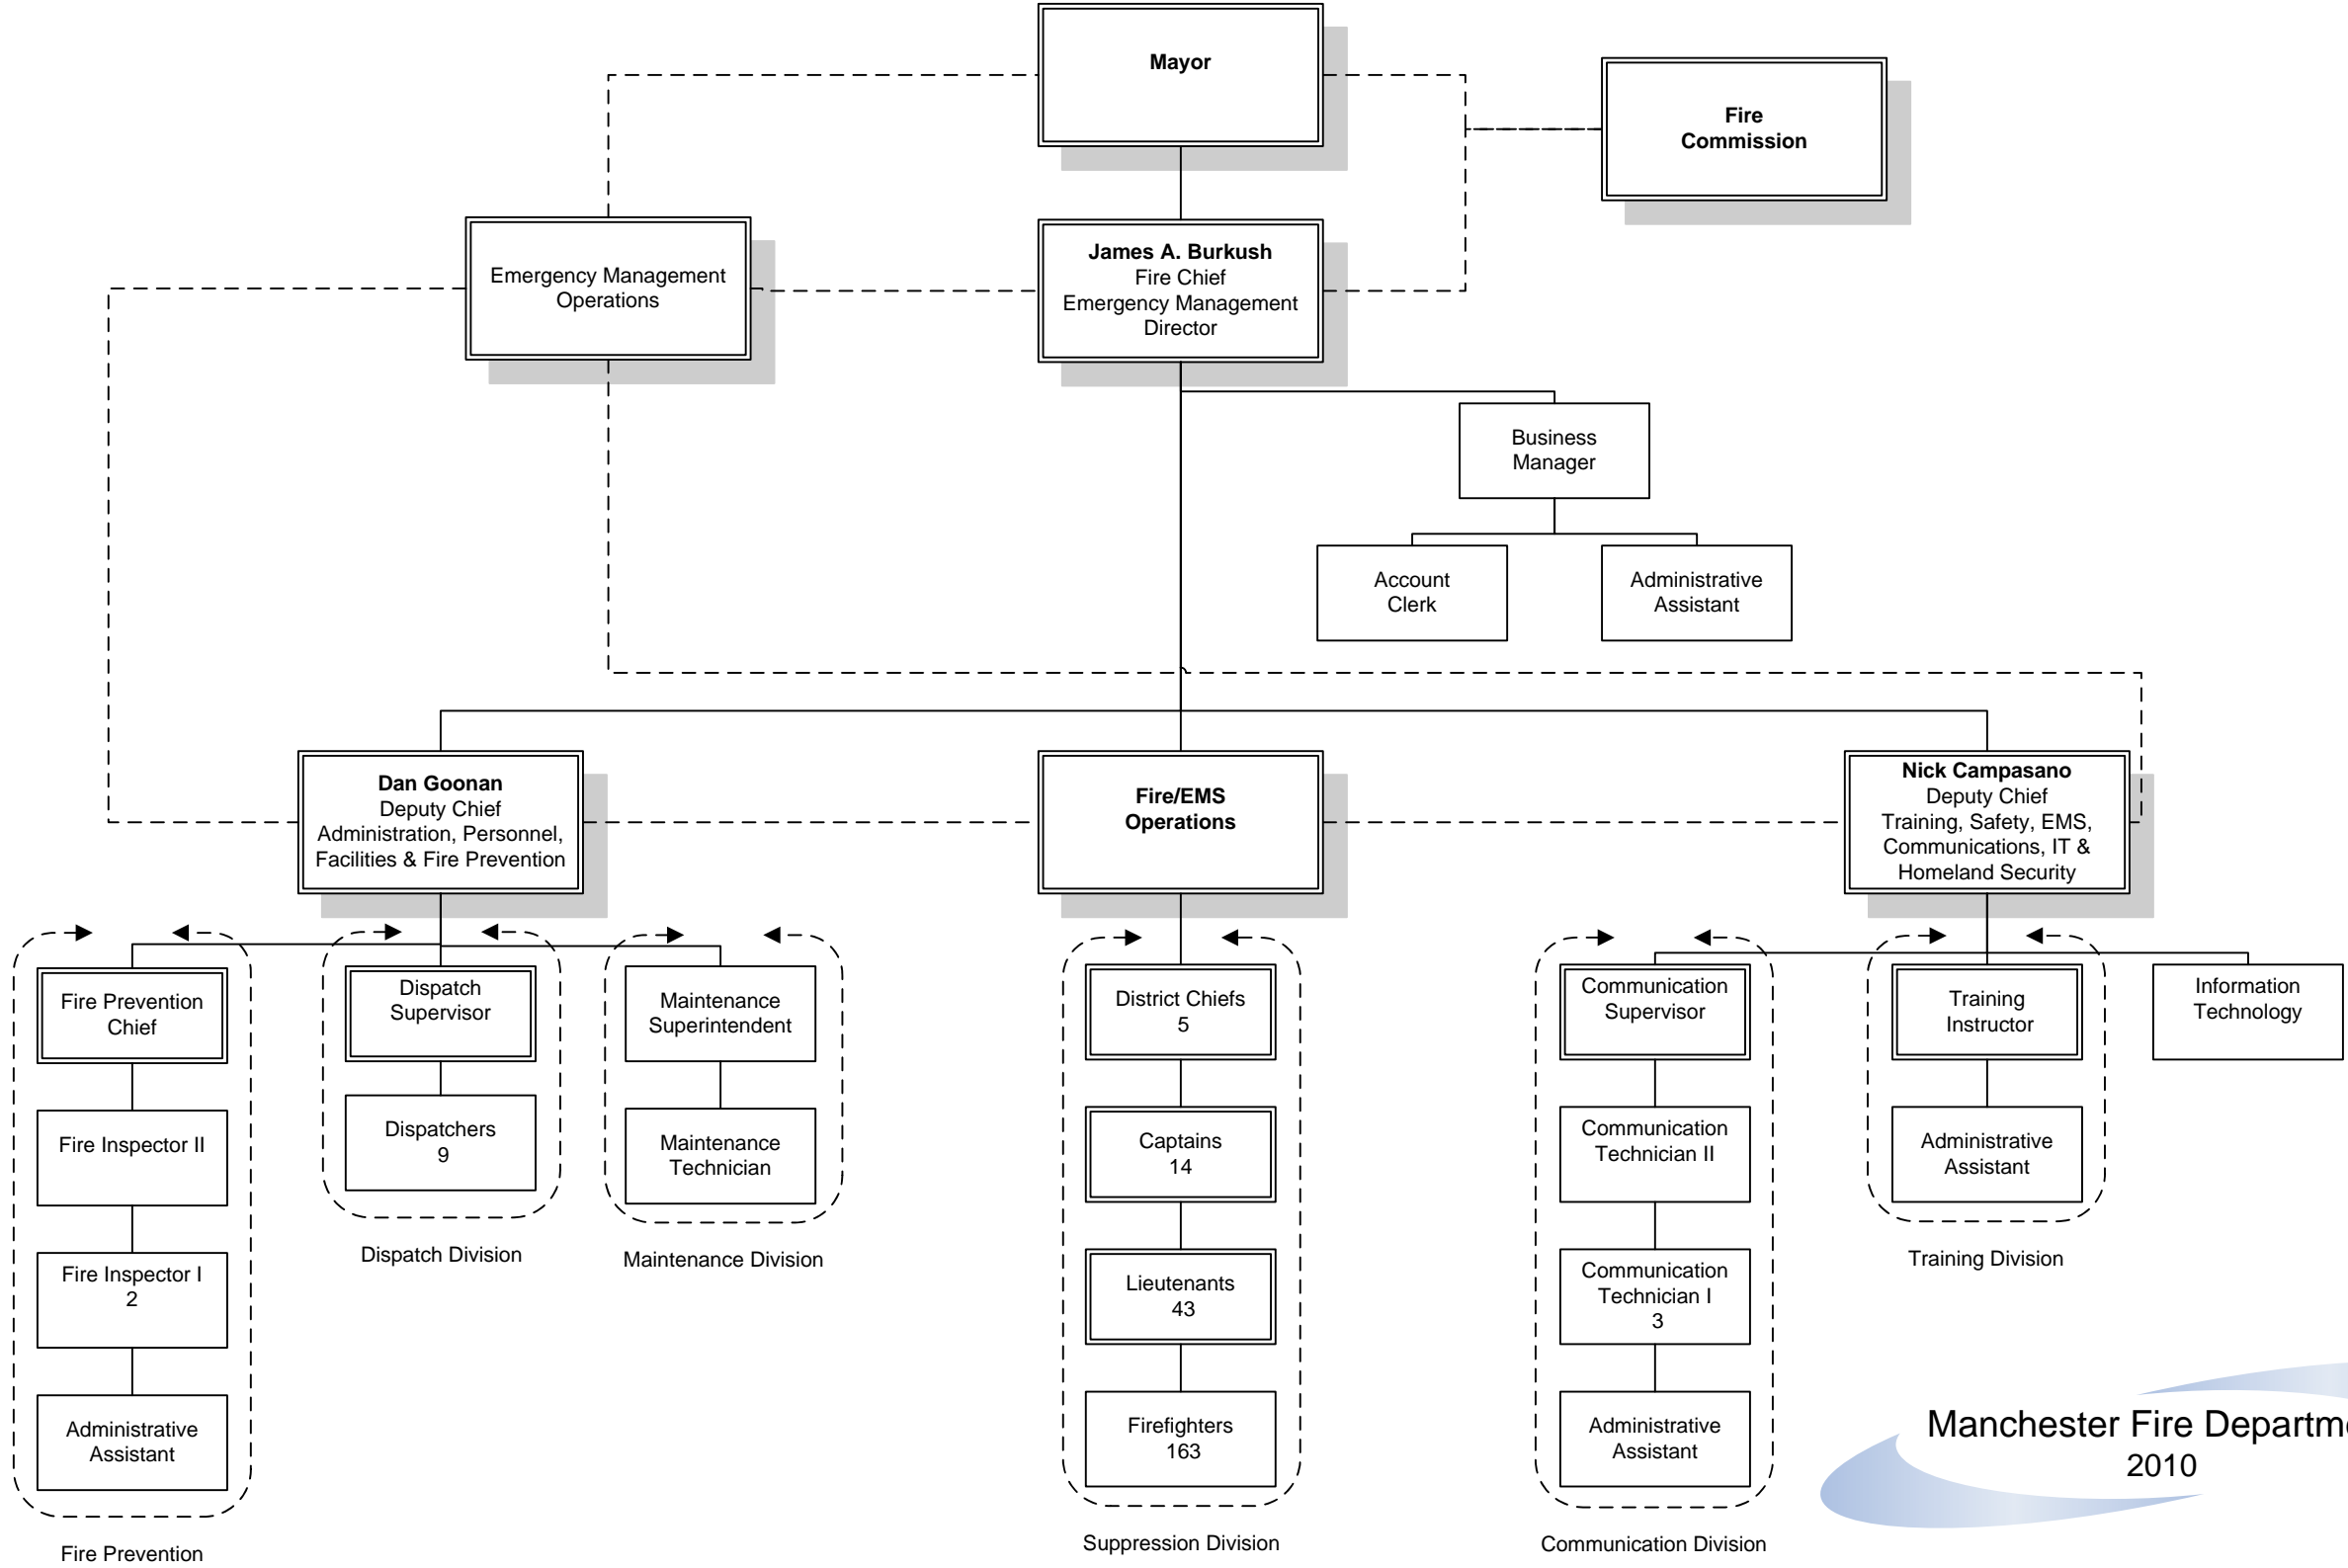 Mayor
Fire
Commission
Emergency Management
Operations
James A. Burkush
Fire Chief
Emergency Management
Director
Business
Manager
Account
Clerk
Administrative
Assistant
Dan Goonan
Deputy Chief
Administration, Personnel,
Facilities & Fire Prevention
Fire/EMS
Operations
Nick Campasano
Deputy Chief
Training, Safety, EMS,
Communications, IT &
Homeland Security
Fire Prevention
Chief
Dispatch
Supervisor
Maintenance
Superintendent
District Chiefs
5
Communication
Supervisor
Training
Instructor
Information
Technology
Fire Inspector II
Dispatchers
9
Maintenance
Technician
Captains
14
Communication
Technician II
Administrative
Assistant
Dispatch Division
Maintenance Division
Training Division
Fire Inspector I
2
Lieutenants
43
Communication
Technician I
3
Administrative
Assistant
Firefighters
163
Administrative
Assistant
Manchester Fire Departme
2010
Fire Prevention
Suppression Division
Communication Division